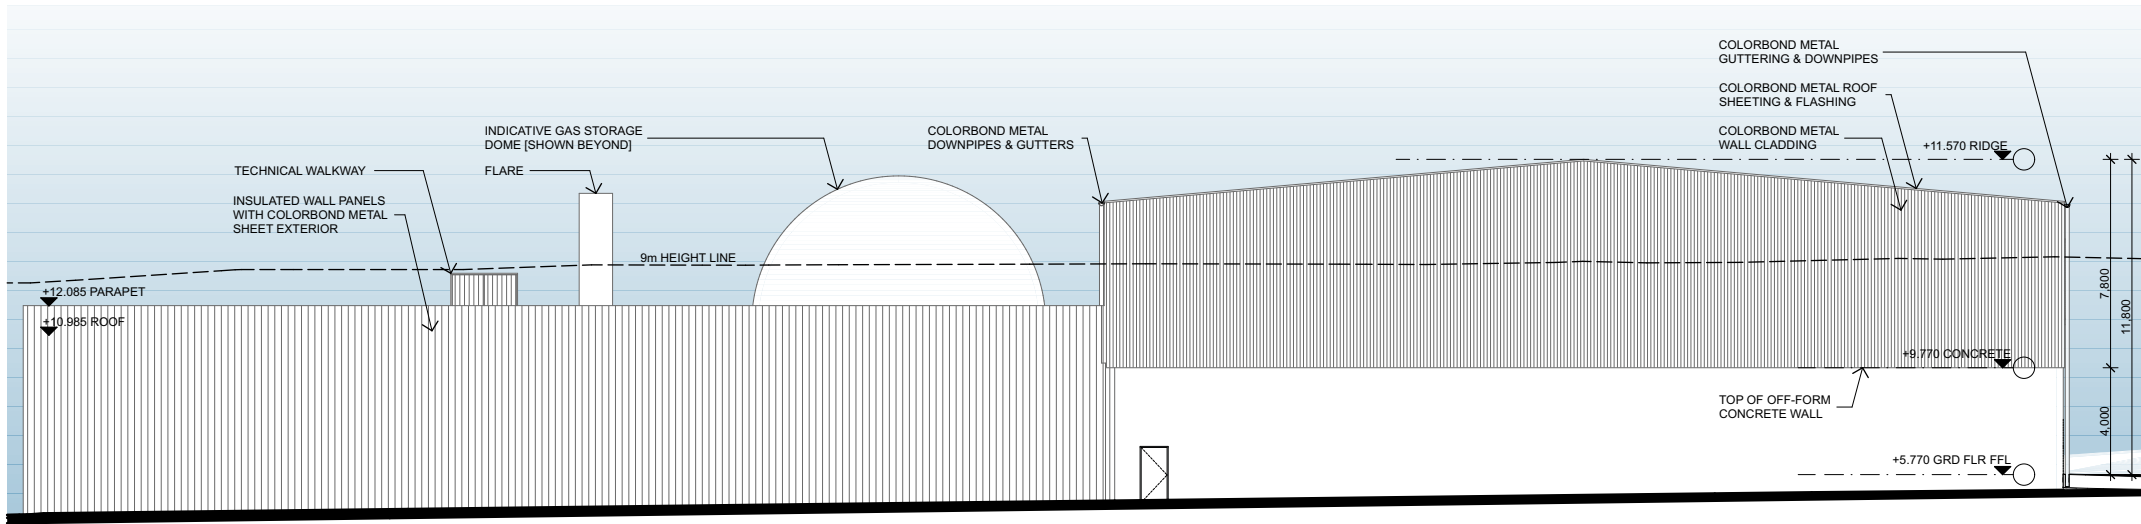 COLORBOND METAL
GUTTERING & DOWNPIPES
COLORBOND METAL ROOF
SHEETING & FLASHING
COLORBOND METAL
WALL CLADDING
+11.570 RIDGE
INDICATIVE GAS STORAGE
DOME [SHOWN BEYOND]
COLORBOND METAL
DOWNPIPES & GUTTERS
TECHNICAL WALKWAY
FLARE
INSULATED WALL PANELS
WITH COLORBOND METAL
SHEET EXTERIOR
9m HEIGHT LINE
+12.085 PARAPET
+10.985 ROOF
7,800
11,800
+9.770 CONCRETE
TOP OF OFF-FORM
CONCRETE WALL
4,000
+5.770 GRD FLR FFL